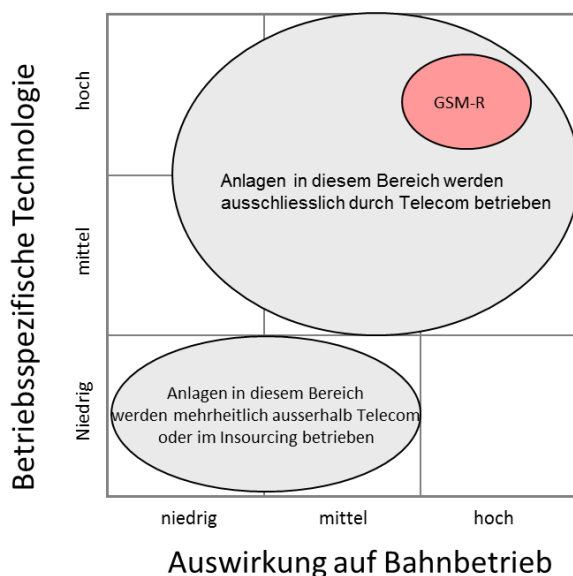 Betriebsspezifische Technologie
hoch
mittel
Niedrig
GSM-R
Anlagen in diesem Bereich werden
ausschliesslich durch Telecom betrieben
Anlagen in diesem Bereich
werden mehrheitlich ausserhalb Telecom
oder im Insourcing betrieben
niedrig mittel hoch
Auswirkung auf Bahnbetrieb